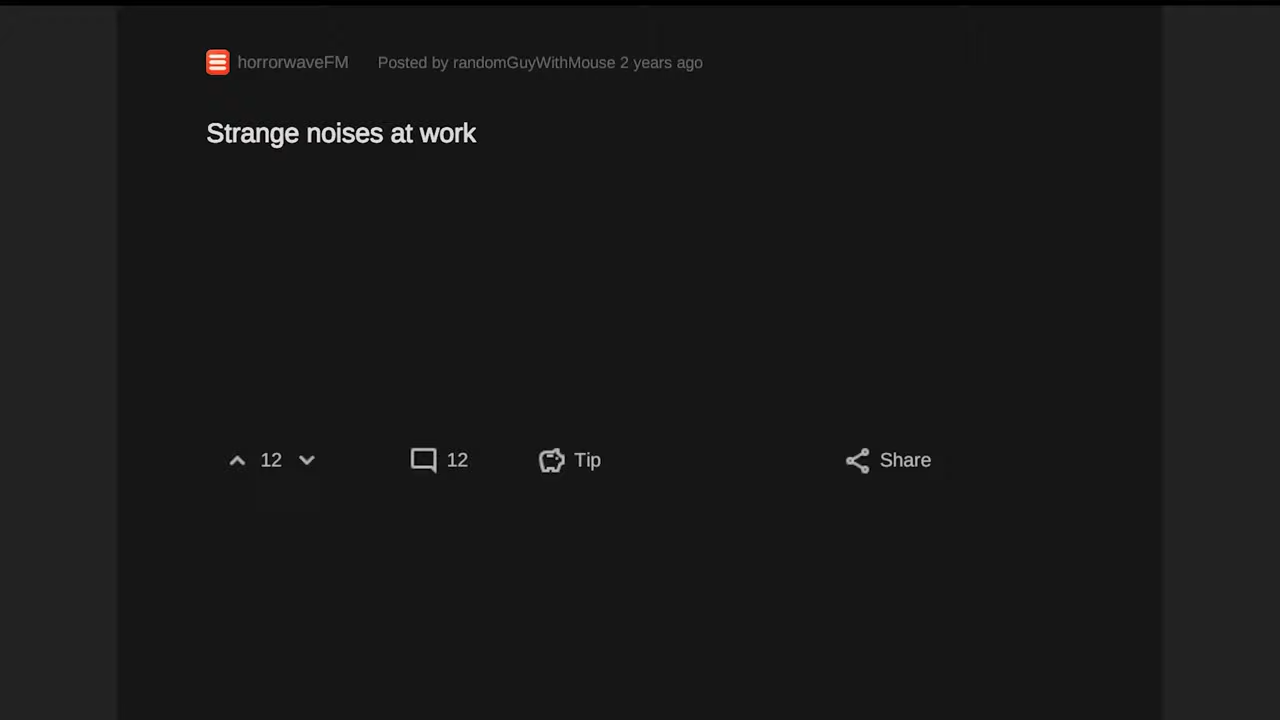 horrorwaveFM Posted by randomGuyWithMouse 2 years ago
Strange noises at work
12 12 Tip Share